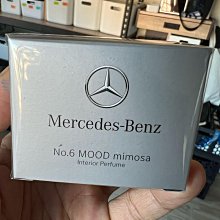 Mercedes-Benz
No.6 MOOD mimosa
Interior Perfume